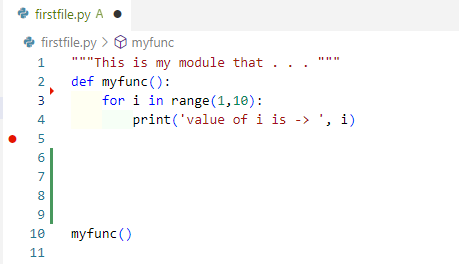 firstfile.py A
firstfile.py > myfunc
1 """This is my module that . . . """
2 def myfunc():
3     for i in range(1,10):
4         print('value of i is -> ', i)
5
6
7
8
9
10 myfunc()
11